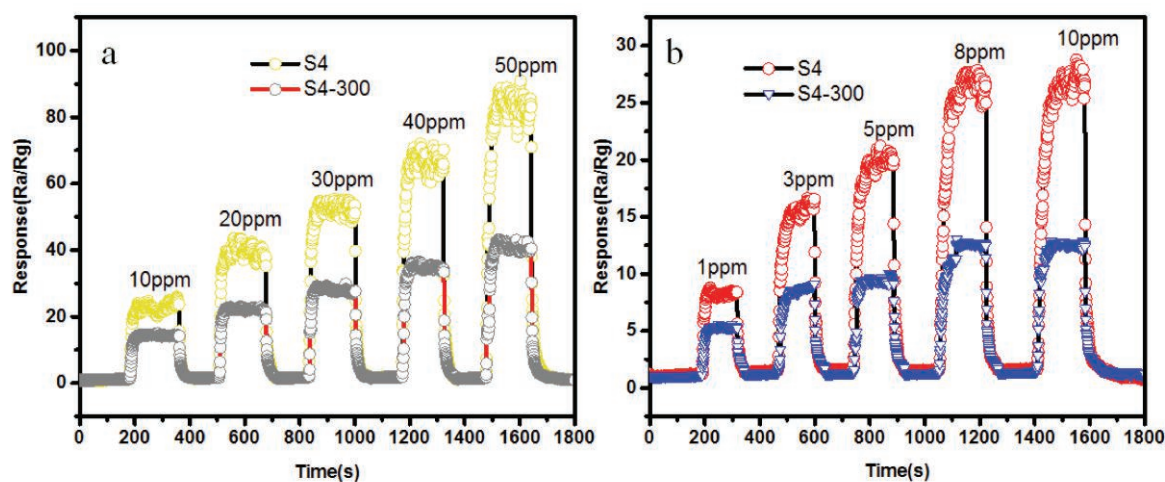 a
S4
S4-300
10ppm
20ppm
30ppm
40ppm
50ppm
Response(Ra/Rg)
100
80
60
40
20
0
0 200 400 600 800 1000 1200 1400 1600 1800
Time(s)
b
S4
S4-300
1ppm
3ppm
5ppm
8ppm
10ppm
Response(Ra/Rg)
30
25
20
15
10
5
0
0 200 400 600 800 1000 1200 1400 1600 1800
Time(s)